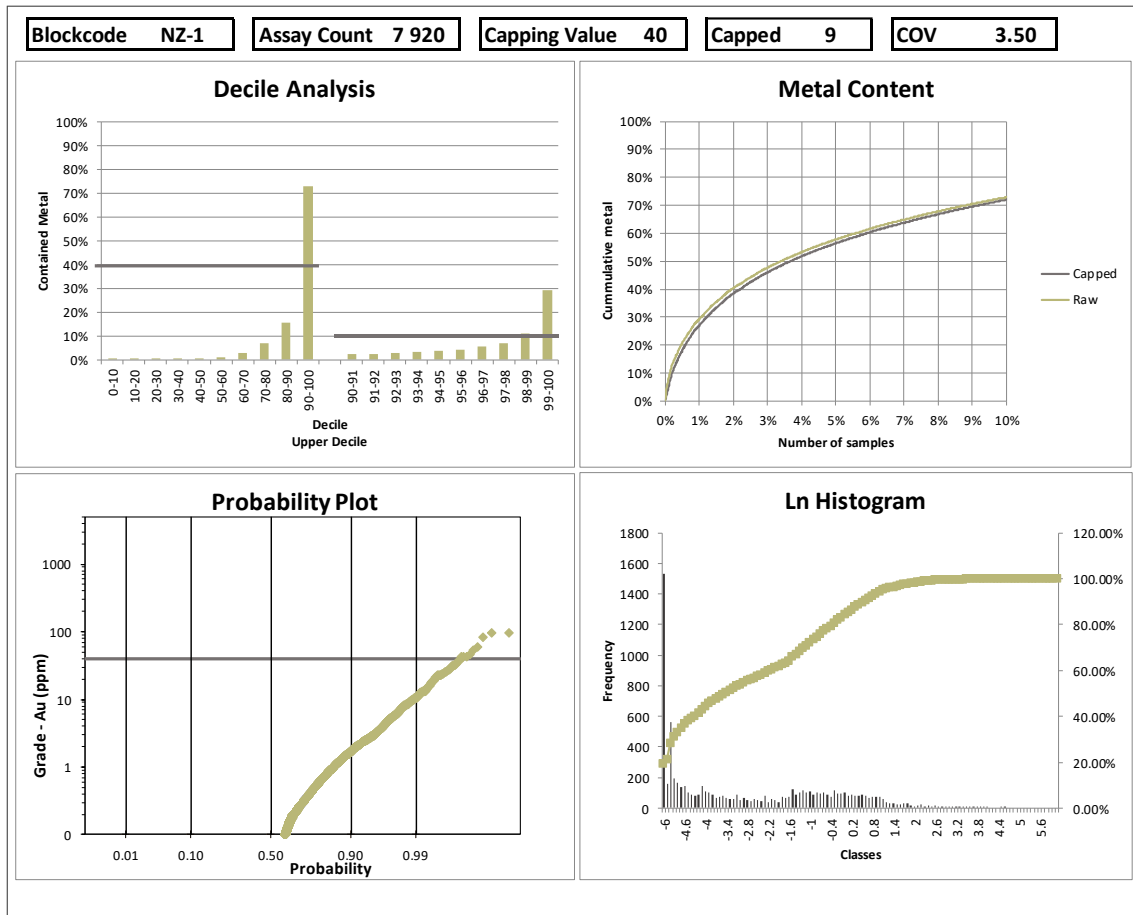 Blockcode NZ-1 Assay Count 7 920 Capping Value 40 Capped 9 COV 3.50
Decile Analysis
100%
90%
80%
70%
60%
50%
40%
30%
20%
10%
0%
Contained Metal
0-10 10-20 20-30 30-40 40-50 50-60 60-70 70-80 80-90 90-100 90-91 91-92 92-93 93-94 94-95 95-96 96-97 97-98 98-99 99-100
Decile
Upper Decile
Metal Content
100%
90%
80%
70%
60%
50%
40%
30%
20%
10%
0%
Cummulative metal
0% 1% 2% 3% 4% 5% 6% 7% 8% 9% 10%
Number of samples
Capped
Raw
Probability Plot
1000
100
10
1
0
Grade - Au (ppm)
0.01 0.10 0.50 0.90 0.99
Probability
Ln Histogram
1800
1600
1400
1200
1000
800
600
400
200
0
Frequency
120.00%
100.00%
80.00%
60.00%
40.00%
20.00%
0.00%
-6 -4.6 -4 -3.4 -2.8 -2.2 -1.6 -1 -0.4 0.2 0.8 1.4 2 2.6 3.2 3.8 4.4 5 5.6
Classes